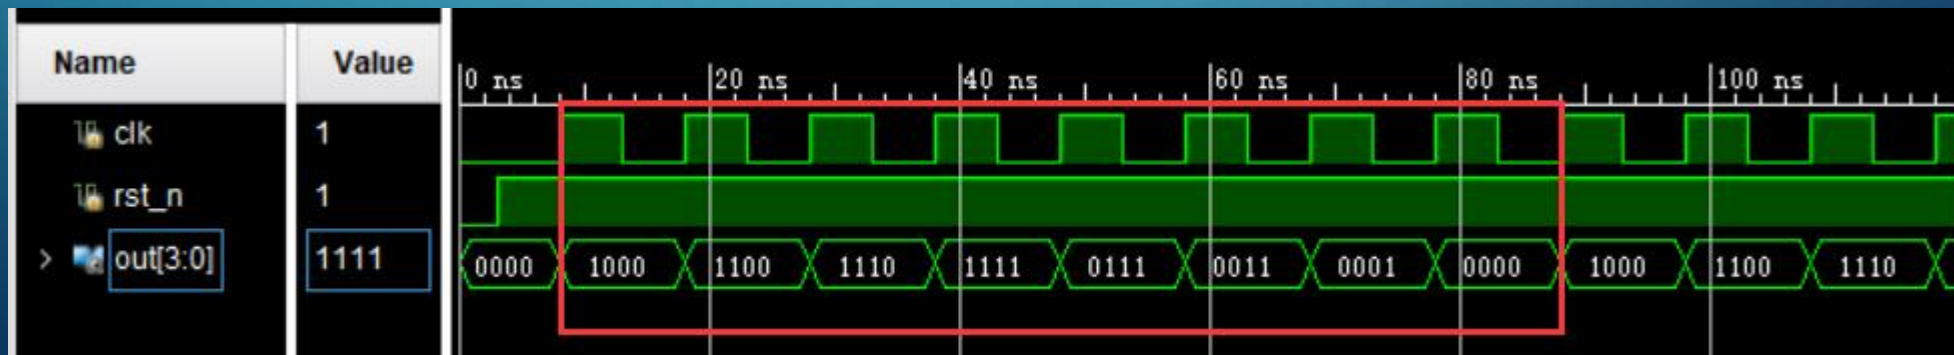 Name Value 0 ns 20 ns 40 ns 60 ns 80 ns 100 ns
clk 1
rst_n 1
out[3:0] 1111 0000 1000 1100 1110 1111 0111 0011 0001 0000 1000 1100 1110